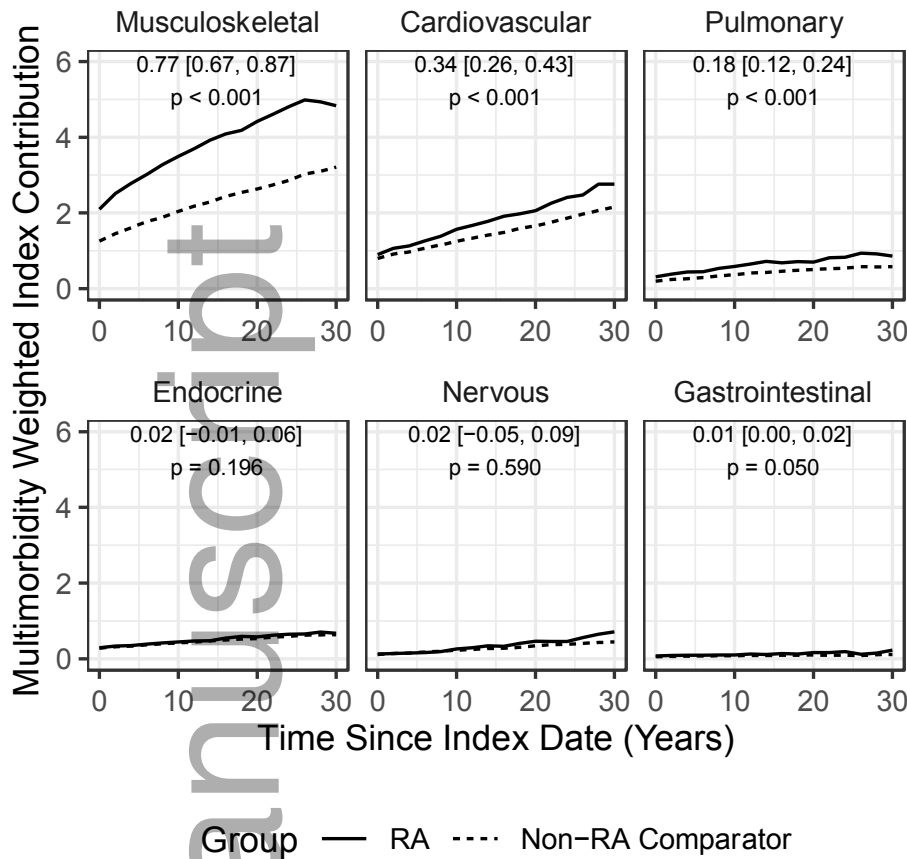 Musculoskeletal Cardiovascular Pulmonary
0.77 [0.67, 0.87] 0.34 [0.26, 0.43] 0.18 [0.12, 0.24]
p < 0.001 p < 0.001 p < 0.001
6
4
2
0
0 10 20 30 0 10 20 30 0 10 20 30
Endocrine Nervous Gastrointestinal
0.02 [−0.01, 0.06] 0.02 [−0.05, 0.09] 0.01 [0.00, 0.02]
p = 0.196 p = 0.590 p = 0.050
6
4
2
0
0 10 20 30 0 10 20 30 0 10 20 30
Multimorbidity Weighted Index Contribution
Time Since Index Date (Years)
Group RA Non−RA Comparator
anuscript